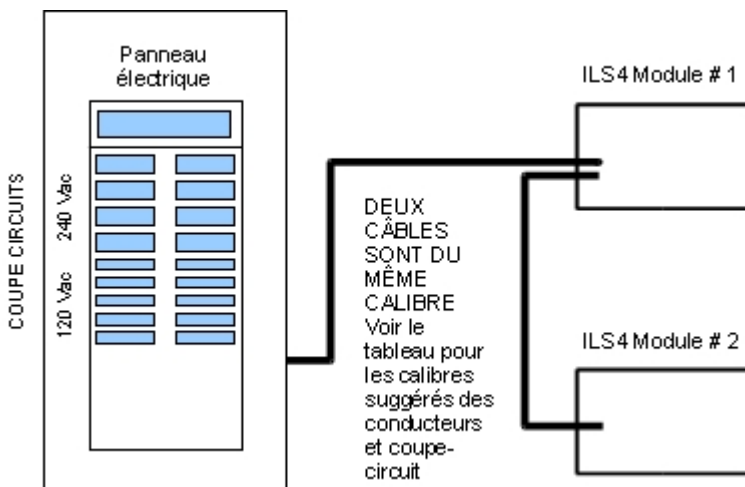 Panneau
électrique
COUPE CIRCUITS
240 Vac
120 Vac
DEUX
CÂBLES
SONT DU
MÊME
CALIBRE
Voir le
tableau pour
les calibres
suggérés des
conducteurs
et coupe-
circuit
ILS4 Module # 1
ILS4 Module # 2